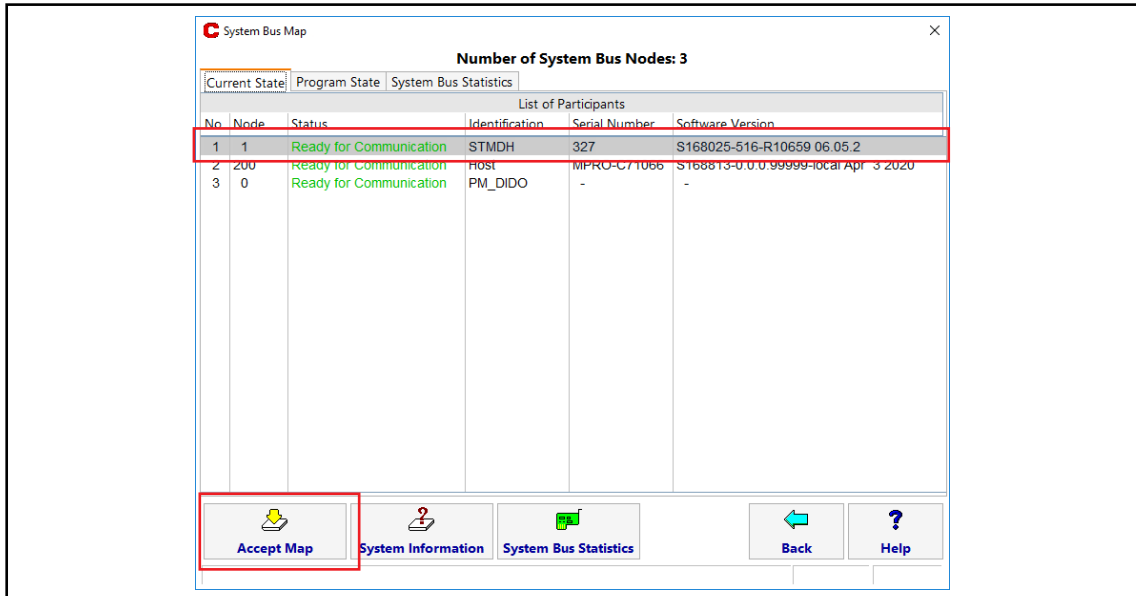 System Bus Map
Number of System Bus Nodes: 3
Current State Program State System Bus Statistics
List of Participants
No Node Status Identification Serial Number Software Version
1 1 Ready for Communication STMDH 327 S168025-516-R10659 06.05.2
2 200 Ready for Communication Host MPRO-C71066 S168813-0.0.0.99999-local Apr 3 2020
3 0 Ready for Communication PM_DIDO - -
Accept Map System Information System Bus Statistics Back Help